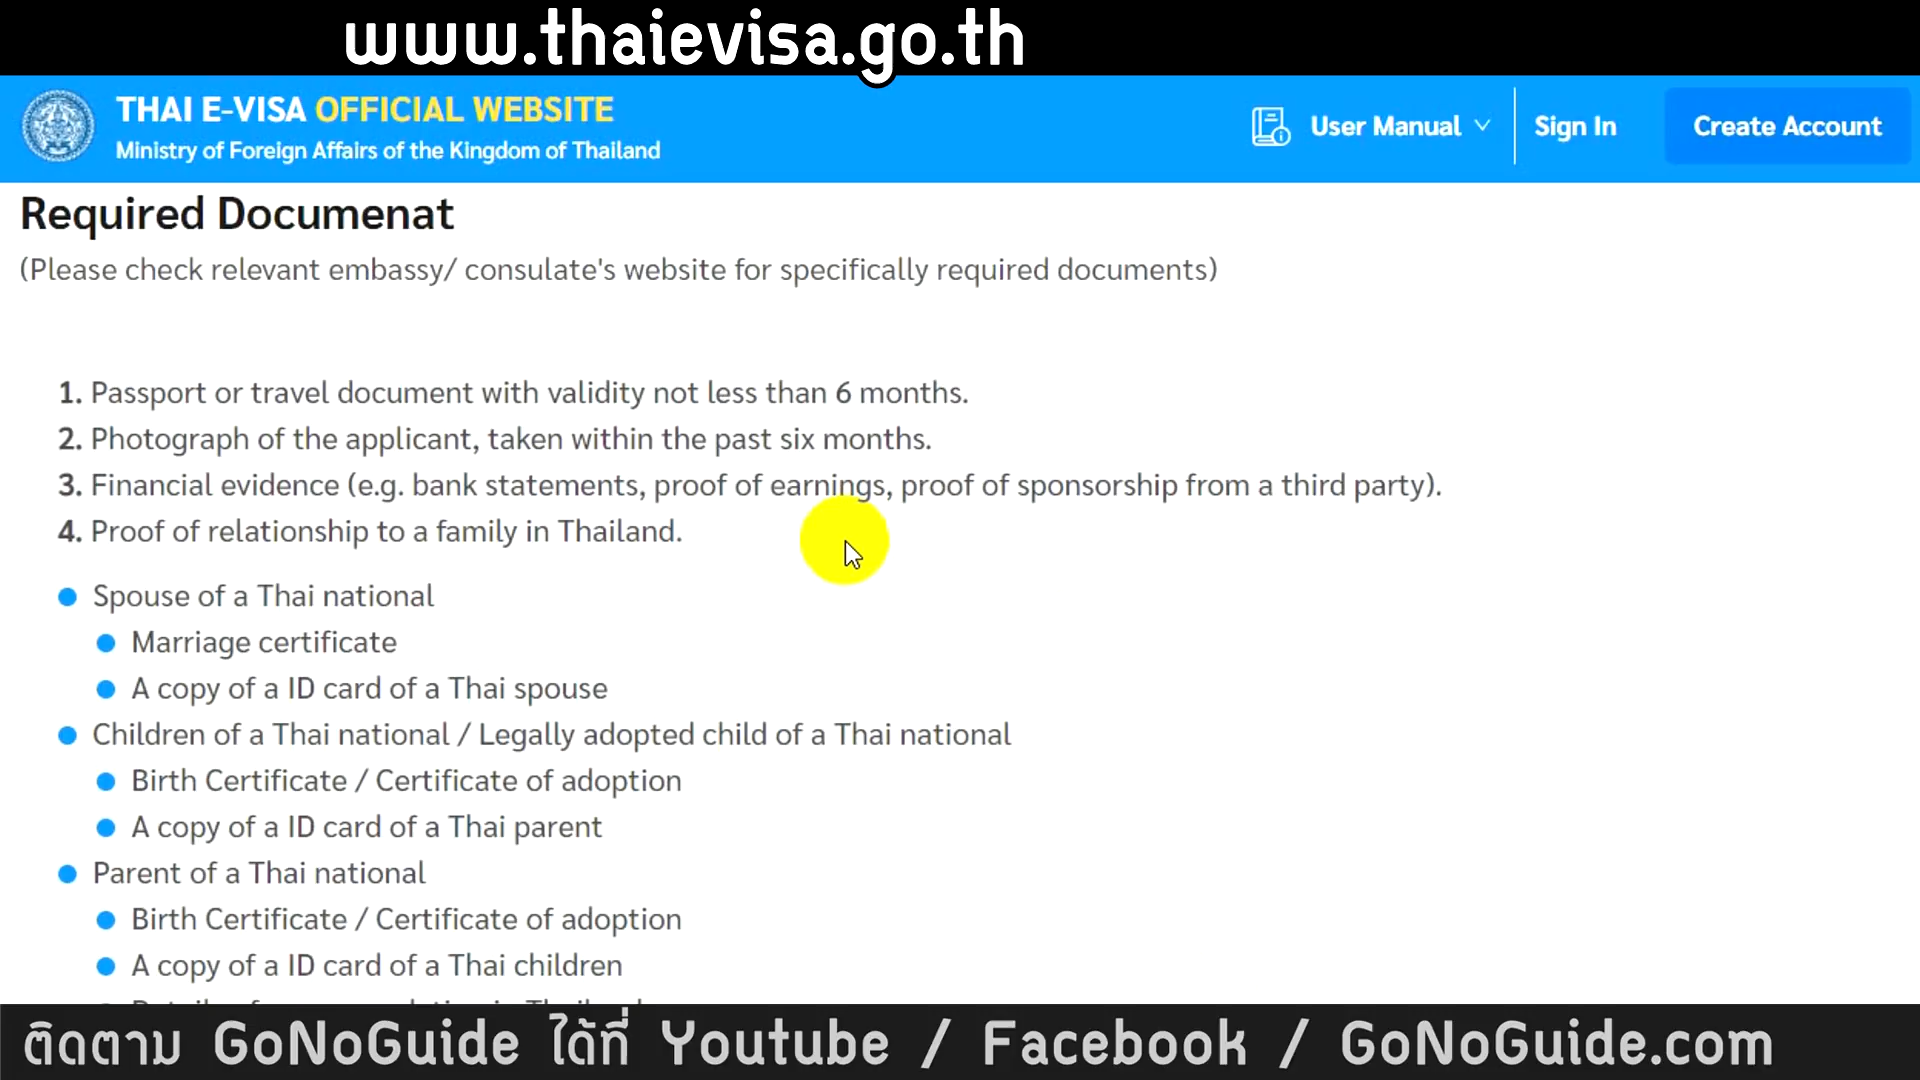 www.thaievisa.go.th
THAI E-VISA OFFICIAL WEBSITE
Ministry of Foreign Affairs of the Kingdom of Thailand
User Manual
Sign In
Create Account
Required Documenat
(Please check relevant embassy/ consulate's website for specifically required documents)
1. Passport or travel document with validity not less than 6 months.
2. Photograph of the applicant, taken within the past six months.
3. Financial evidence (e.g. bank statements, proof of earnings, proof of sponsorship from a third party).
4. Proof of relationship to a family in Thailand.
Spouse of a Thai national
Marriage certificate
A copy of a ID card of a Thai spouse
Children of a Thai national / Legally adopted child of a Thai national
Birth Certificate / Certificate of adoption
A copy of a ID card of a Thai parent
Parent of a Thai national
Birth Certificate / Certificate of adoption
A copy of a ID card of a Thai children
ติดตาม GoNoGuide ได้ที่ Youtube / Facebook / GoNoGuide.com